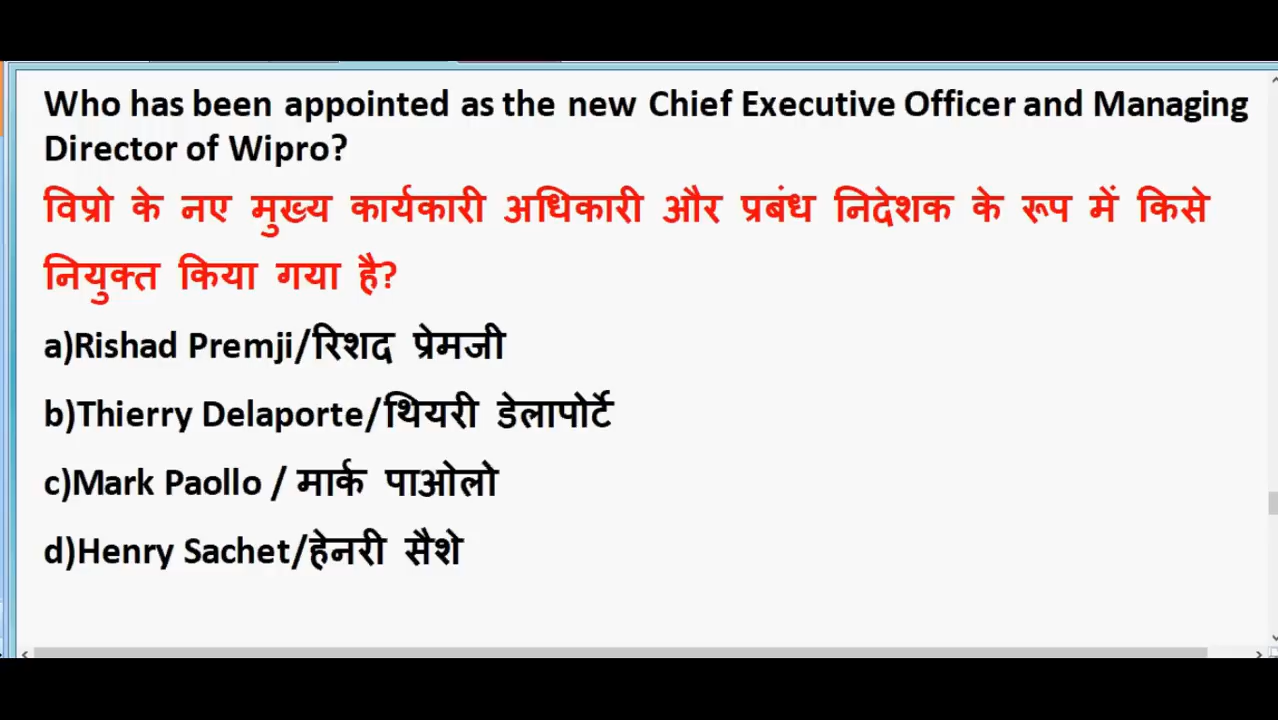 Who has been appointed as the new Chief Executive Officer and Managing
Director of Wipro?
विप्रो के नए मुख्य कार्यकारी अधिकारी और प्रबंध निदेशक के रूप में किसे
नियुक्त किया गया है?
a)Rishad Premji/रिशद प्रेमजी
b)Thierry Delaporte/थियरी डेलापोर्टे
c)Mark Paollo / मार्क पाओलो
d)Henry Sachet/हेनरी सैशे